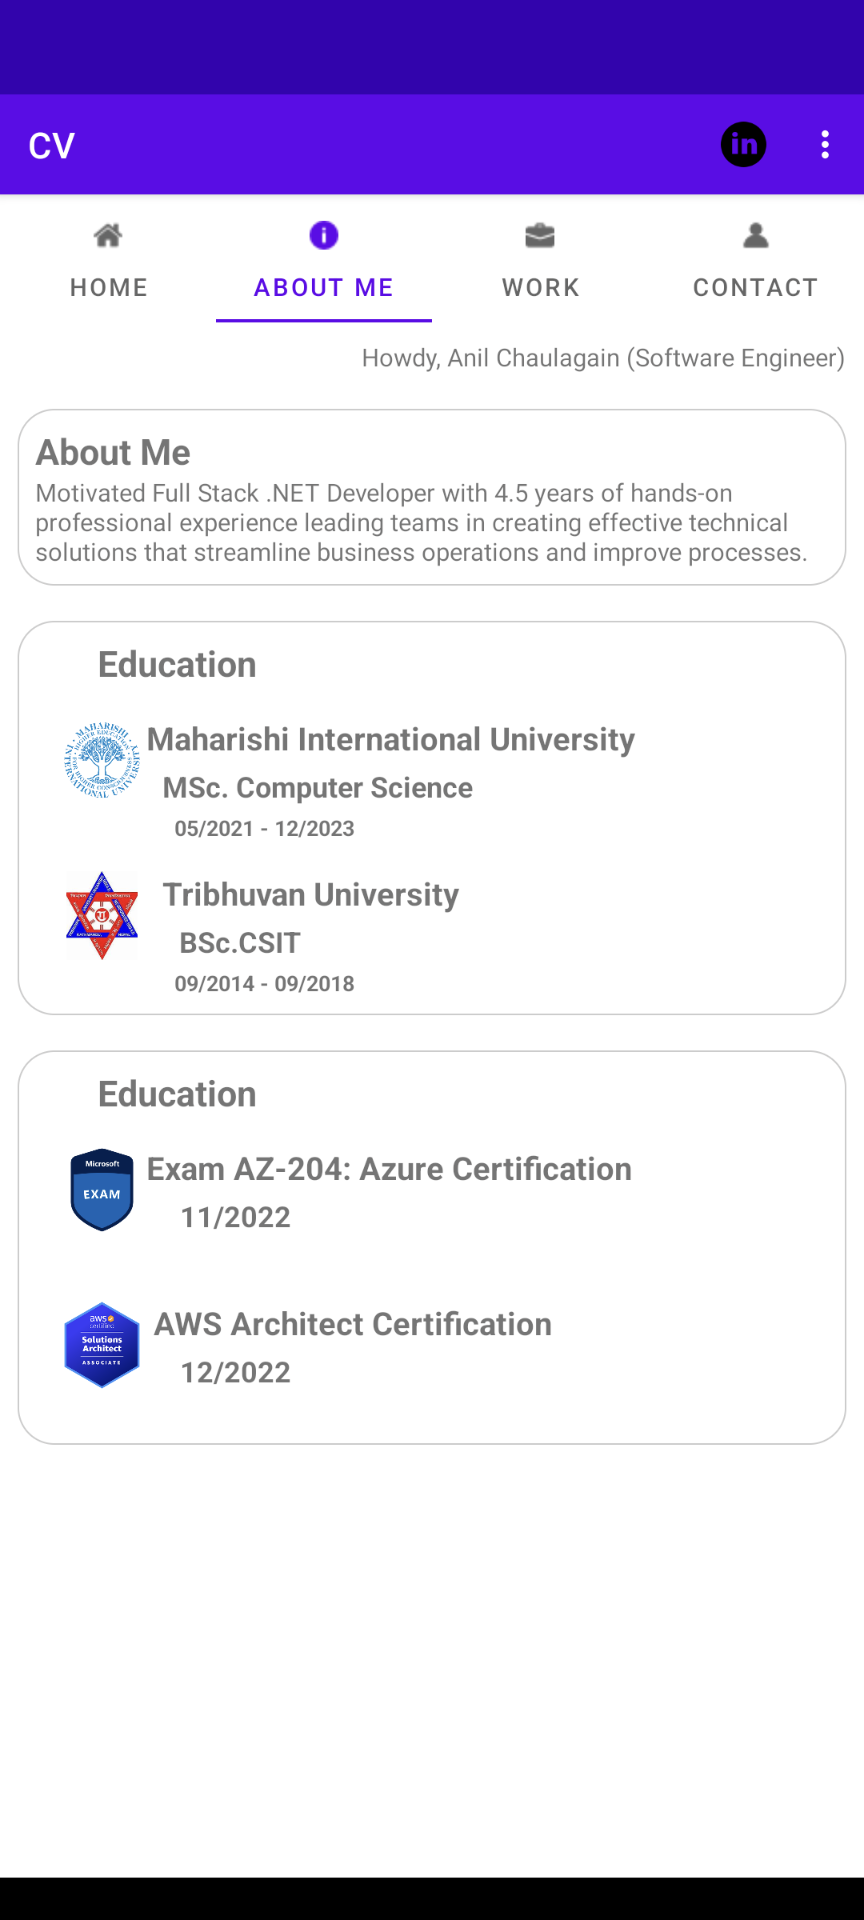 CV
in
HOME
ABOUT ME
WORK
CONTACT
Howdy, Anil Chaulagain (Software Engineer)
About Me
Motivated Full Stack .NET Developer with 4.5 years of hands-on
professional experience leading teams in creating effective technical
solutions that streamline business operations and improve processes.
Education
MAHARISHI INTERNATIONAL UNIVERSITY
Maharishi International University
MSc. Computer Science
05/2021 - 12/2023
Tribhuvan University
BSc.CSIT
09/2014 - 09/2018
Education
Microsoft
EXAM
Exam AZ-204: Azure Certification
11/2022
aws
certified
Solutions
Architect
ASSOCIATE
AWS Architect Certification
12/2022